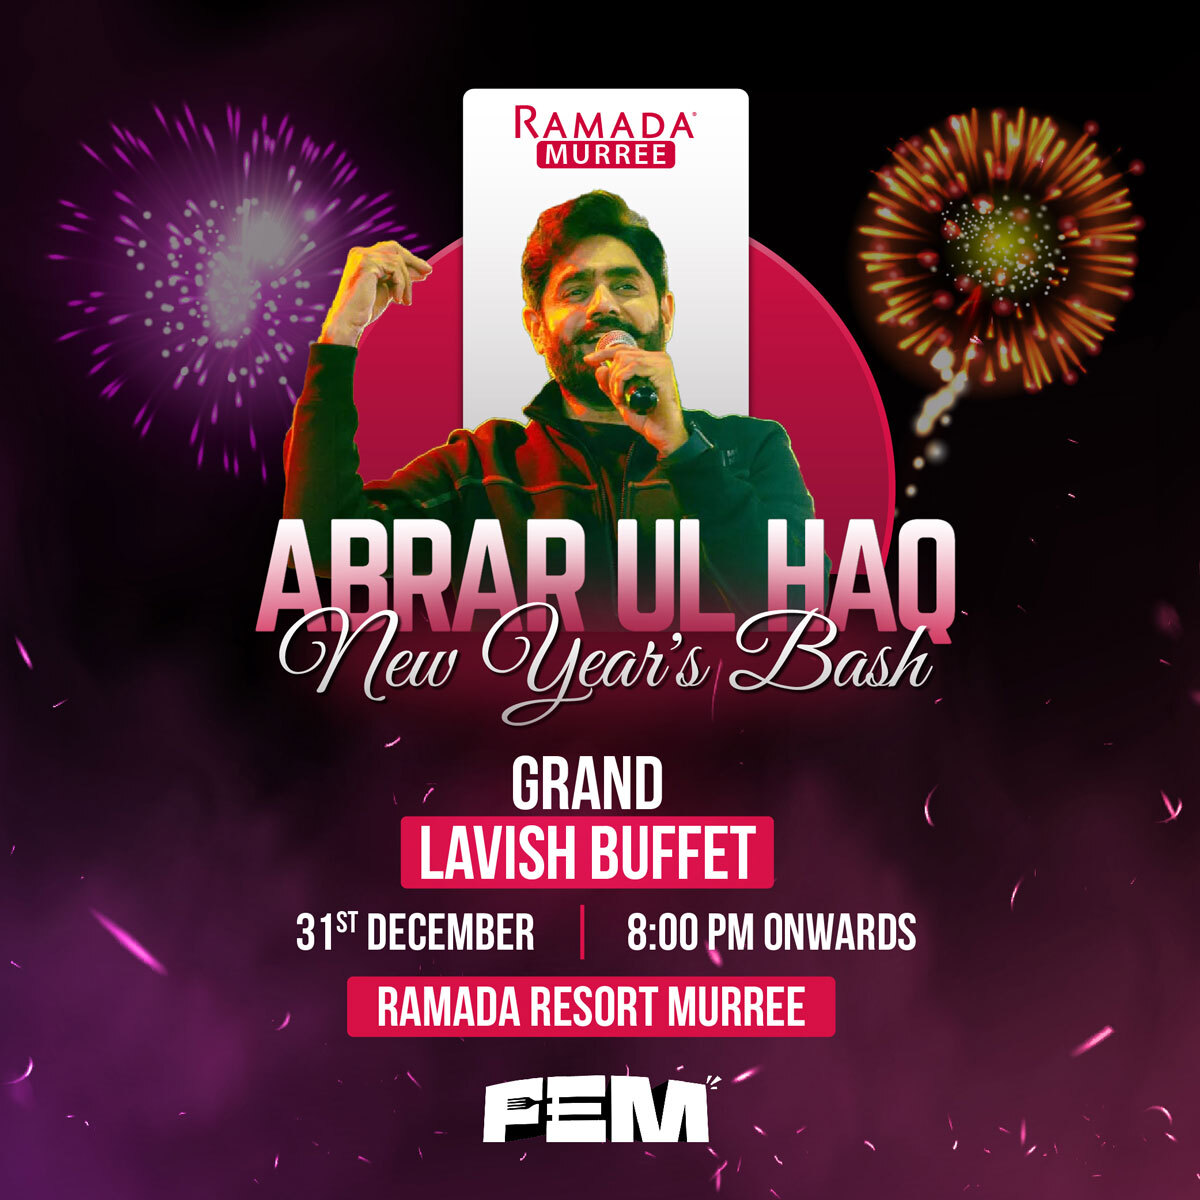 RAMADA®
MURREE
ABRAR UL HAQ
New Year's Bash
GRAND
LAVISH BUFFET
31ST DECEMBER | 8:00 PM ONWARDS
RAMADA RESORT MURREE
FEM